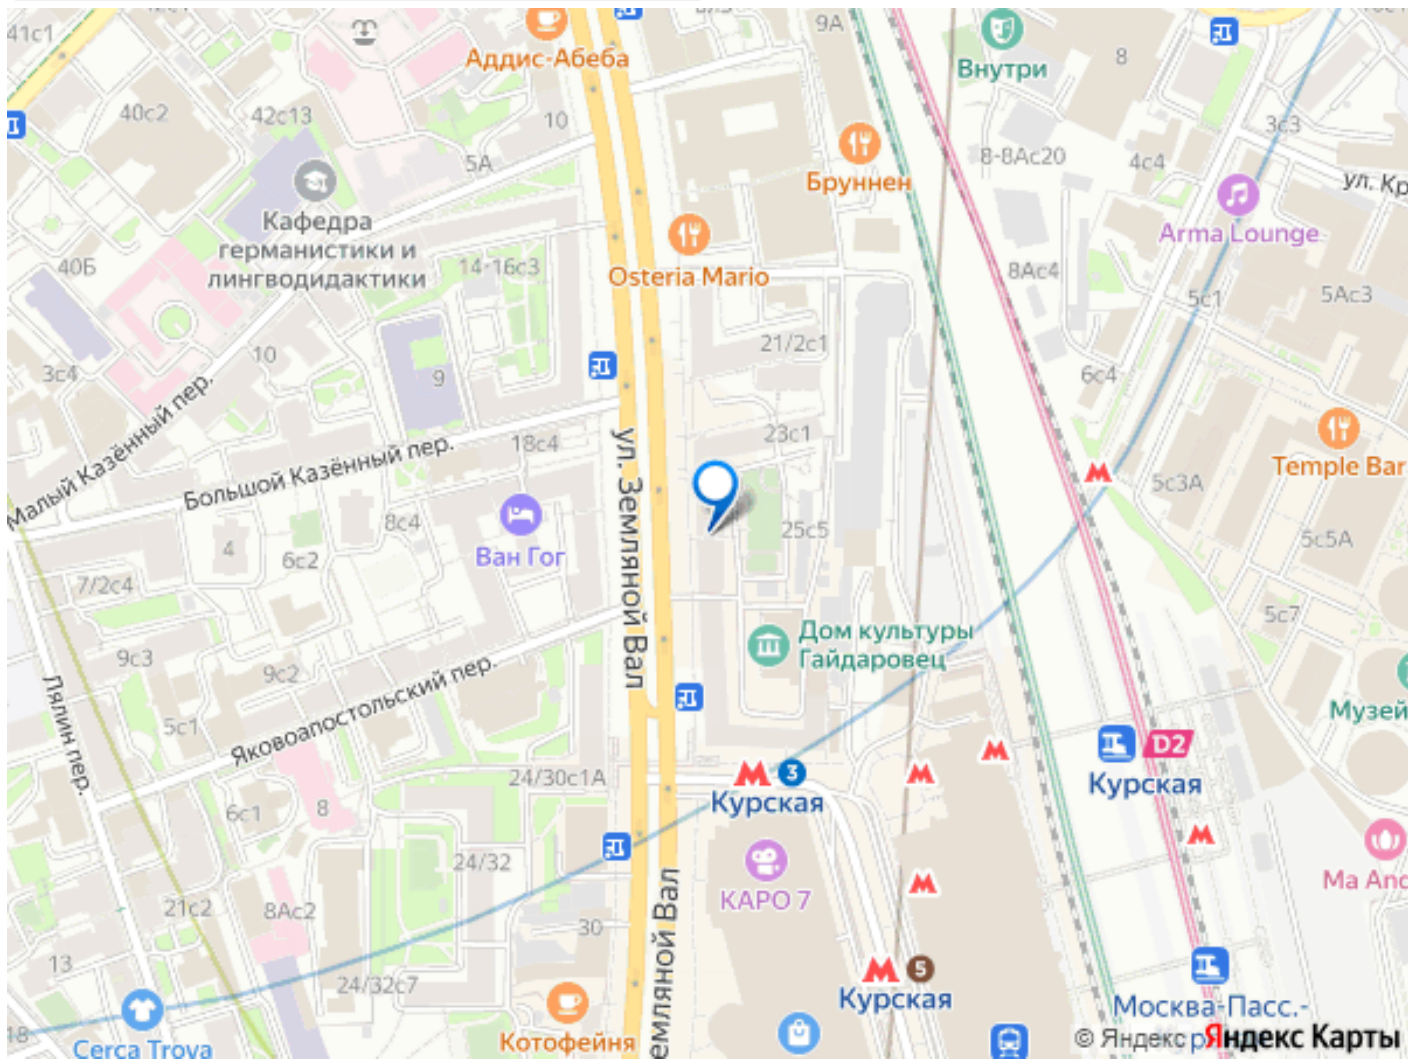 41с1
Аддис-Абеба
9А
Внутри
8
40с2
42с13
10
5А
3с3
8-8Ас20
4с4
ул. Кр
Бруннен
Кафедра
германистики и
лингводидактики
Arma Lounge
40Б
14-16с3
Osteria Mario
8Ас4
5с1
5Ас3
10
21/2с1
3с4
9
6с4
Малый Казённый пер.
Большой Казённый пер.
18с4
ул. Земляной Вал
23с1
Temple Bar
5с3А
8с4
4
6с2
Ван Гог
25с5
5с5А
7/2с4
5с7
9с3
9с2
Дом культуры
Гайдаровец
Лялин пер.
5с1
Яковоапостольский пер.
Музей
D2
Курская
24/30с1А
3
Курская
6с1
8
24/32
КАРО 7
Ma And
21с2
8Ас2
Земляной Вал
30
13
24/32с7
5
Курская
Москва-Пасс.-
18
Cerca Trova
Котофейня
© Яндекс
Яндекс Карты